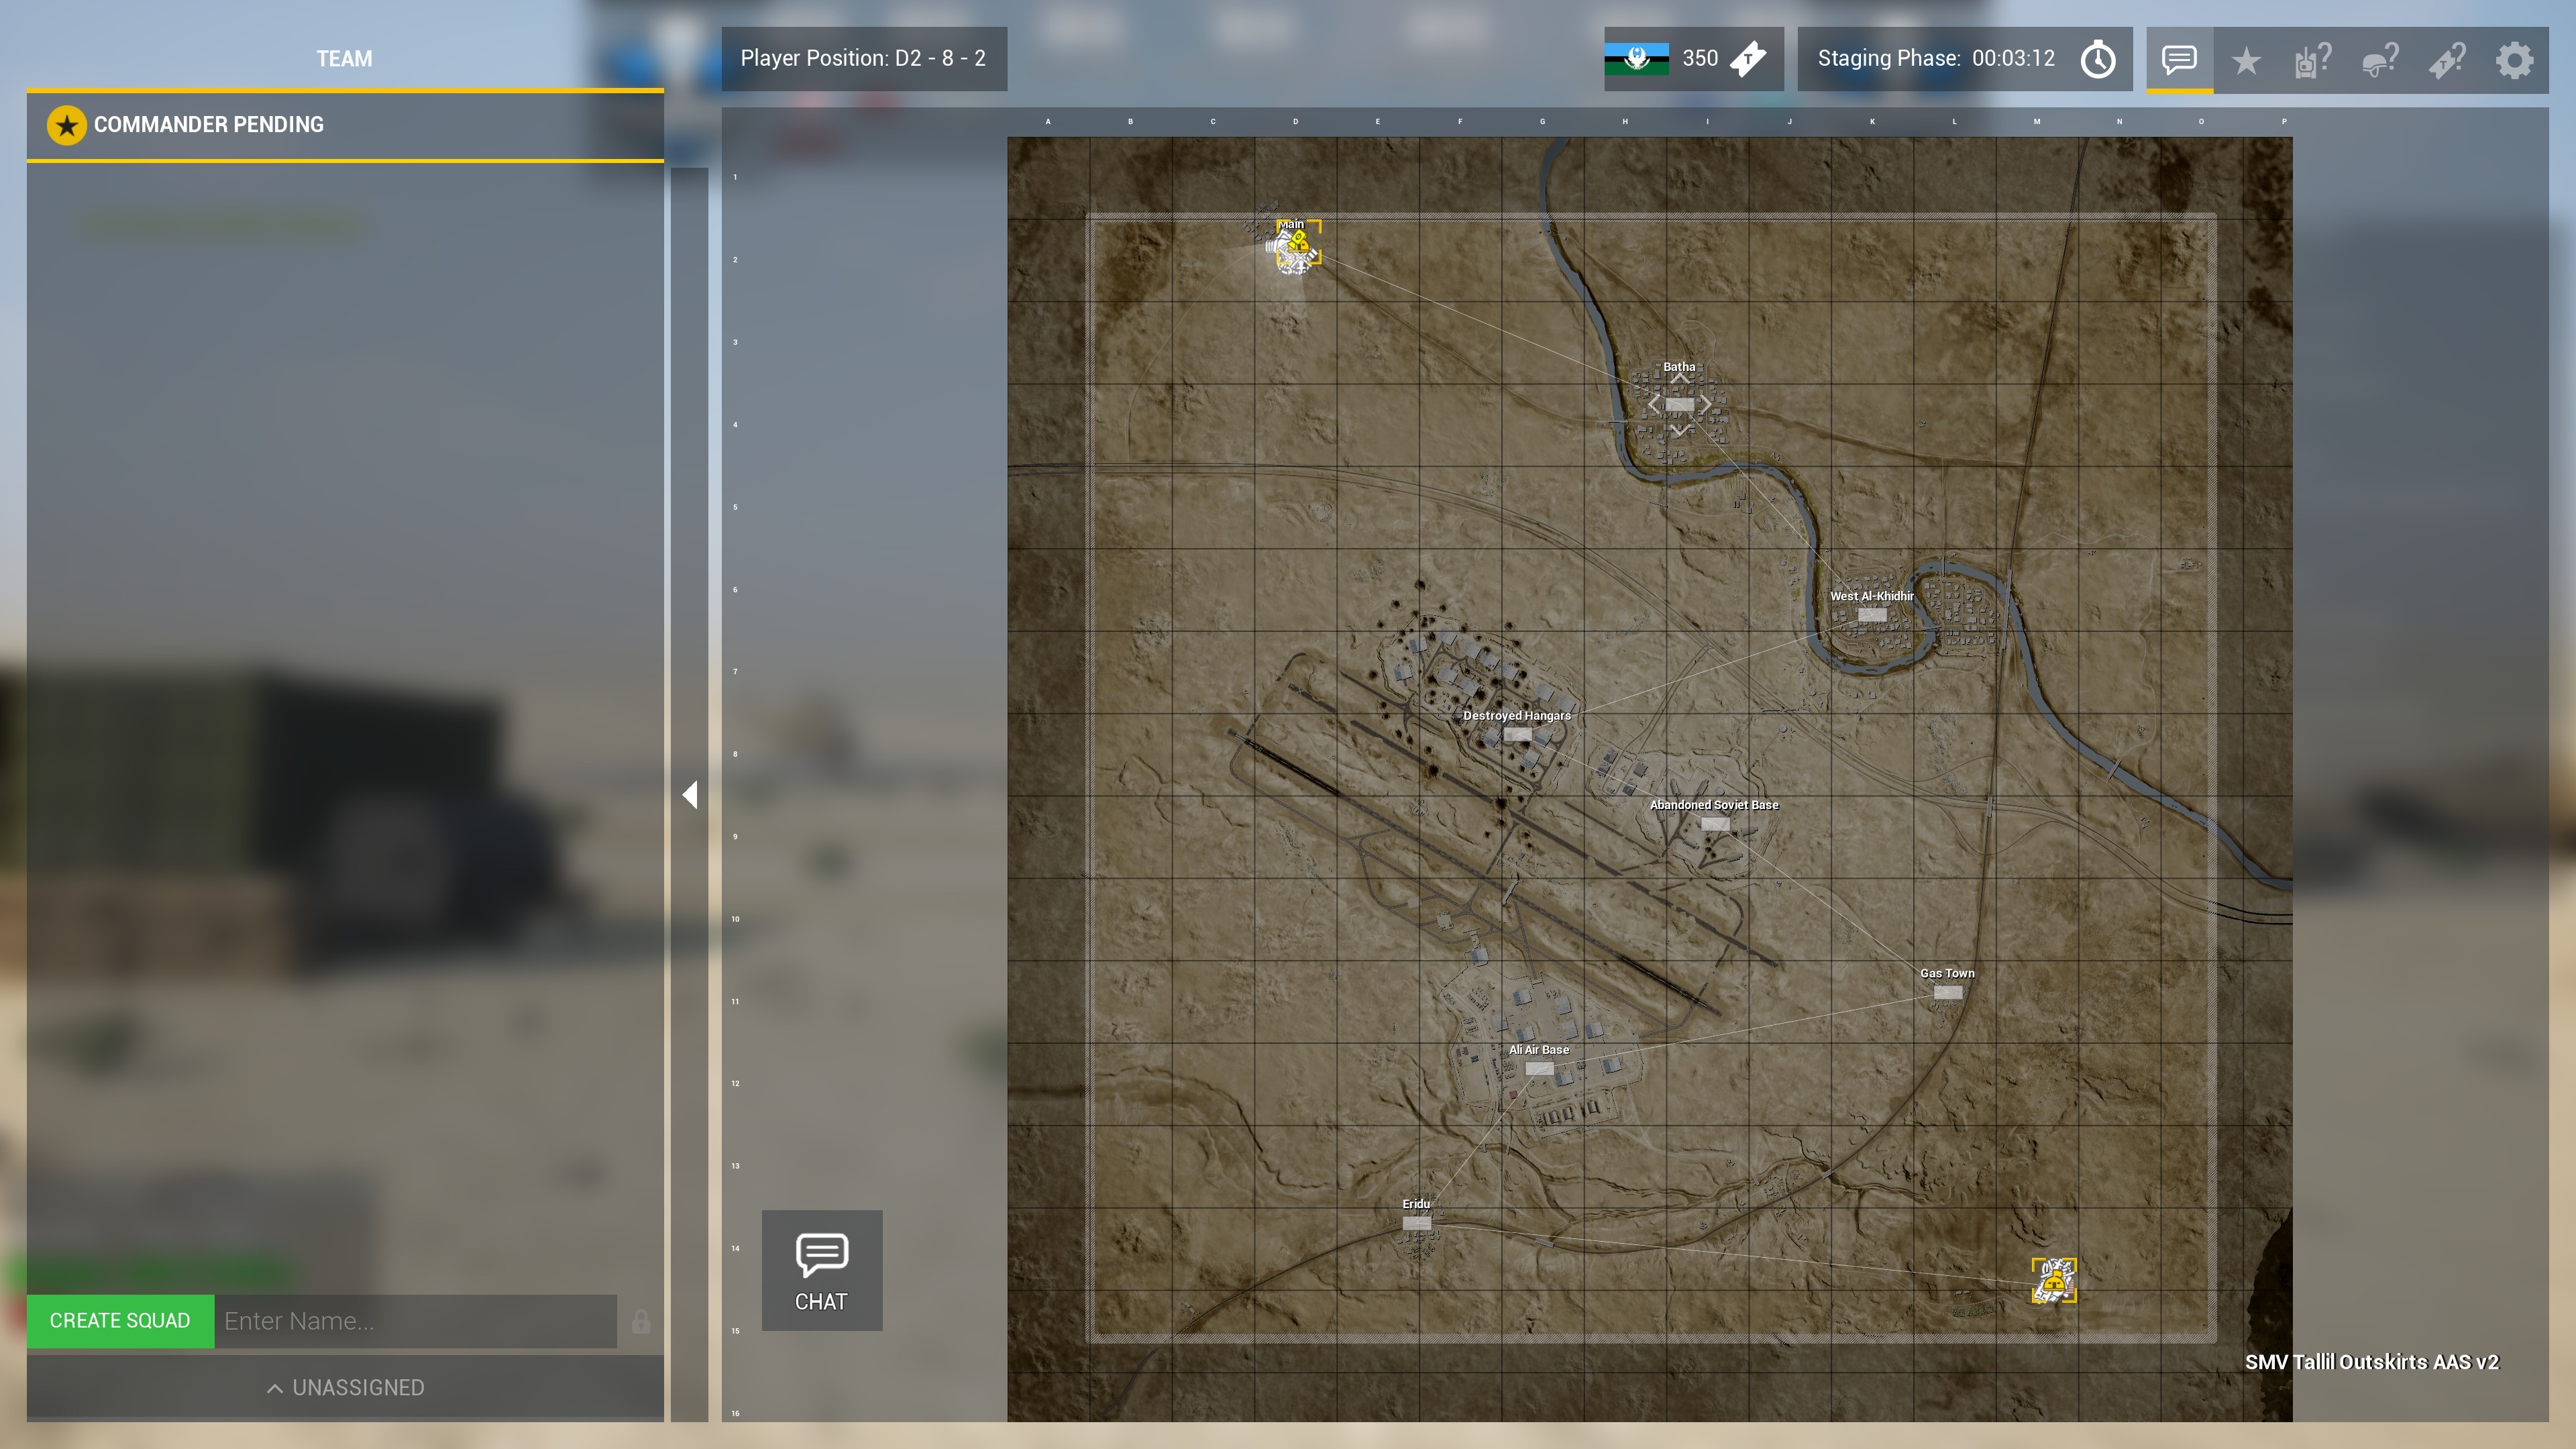 TEAM
COMMANDER PENDING
Player Position: D2 - 8 - 2
350
T
Staging Phase: 00:03:12
? ? T?
A B C D E F G H I J K L M N O P
1
2
3
4
5
6
7
8
9
10
11
12
13
14
15
16
Main
Batha
West Al-Khidhir
Destroyed Hangars
Abandoned Soviet Base
Gas Town
Ali Air Base
Eridu
CHAT
CREATE SQUAD
Enter Name...
UNASSIGNED
SMV Tallil Outskirts AAS v2